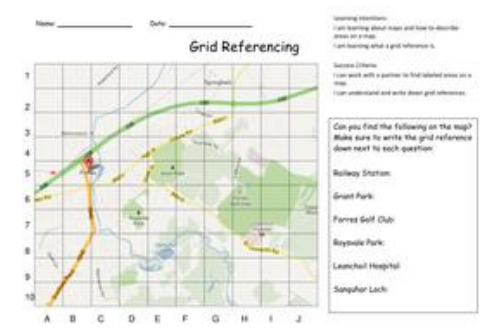 Name: Date:
Grid Referencing
Learning Intentions:
I am learning about maps and how to describe
areas on a map.
I am learning what a grid reference is.
Success Criteria:
I can work with a partner to find labeled areas on a
map.
I can understand and write down grid references.
Can you find the following on the map?
Make sure to write the grid reference
down next to each question:
Railway Station:
Grant Park:
Forres Golf Club:
Roysvale Park:
Leanchoil Hospital:
Sanquhar Loch:
1
2
3
4
5
6
7
8
9
10
A B C D E F G H I J